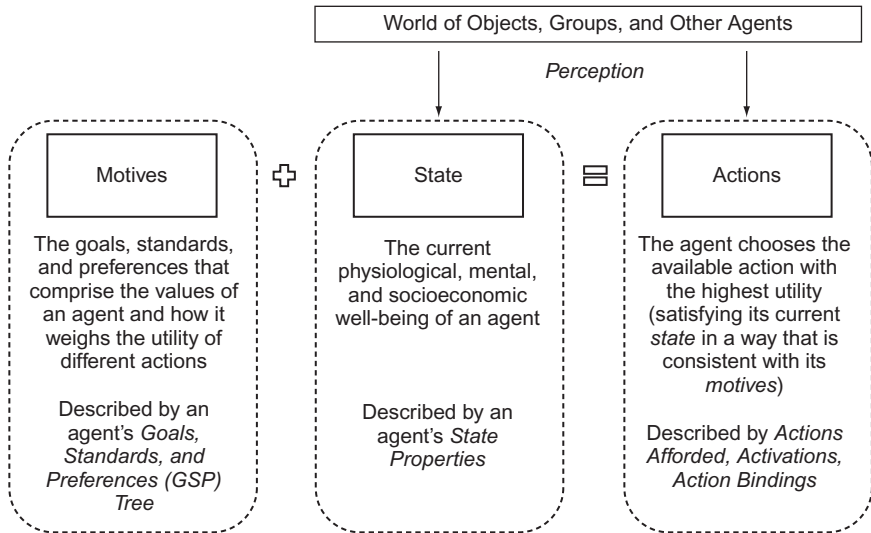 World of Objects, Groups, and Other Agents
Perception
Motives
The goals, standards,
and preferences that
comprise the values of
an agent and how it
weighs the utility of
different actions
Described by an
agent's Goals,
Standards, and
Preferences (GSP)
Tree
State
The current
physiological, mental,
and socioeconomic
well-being of an agent
Described by an
agent's State
Properties
Actions
The agent chooses the
available action with
the highest utility
(satisfying its current
state in a way that is
consistent with its
motives)
Described by Actions
Afforded, Activations,
Action Bindings